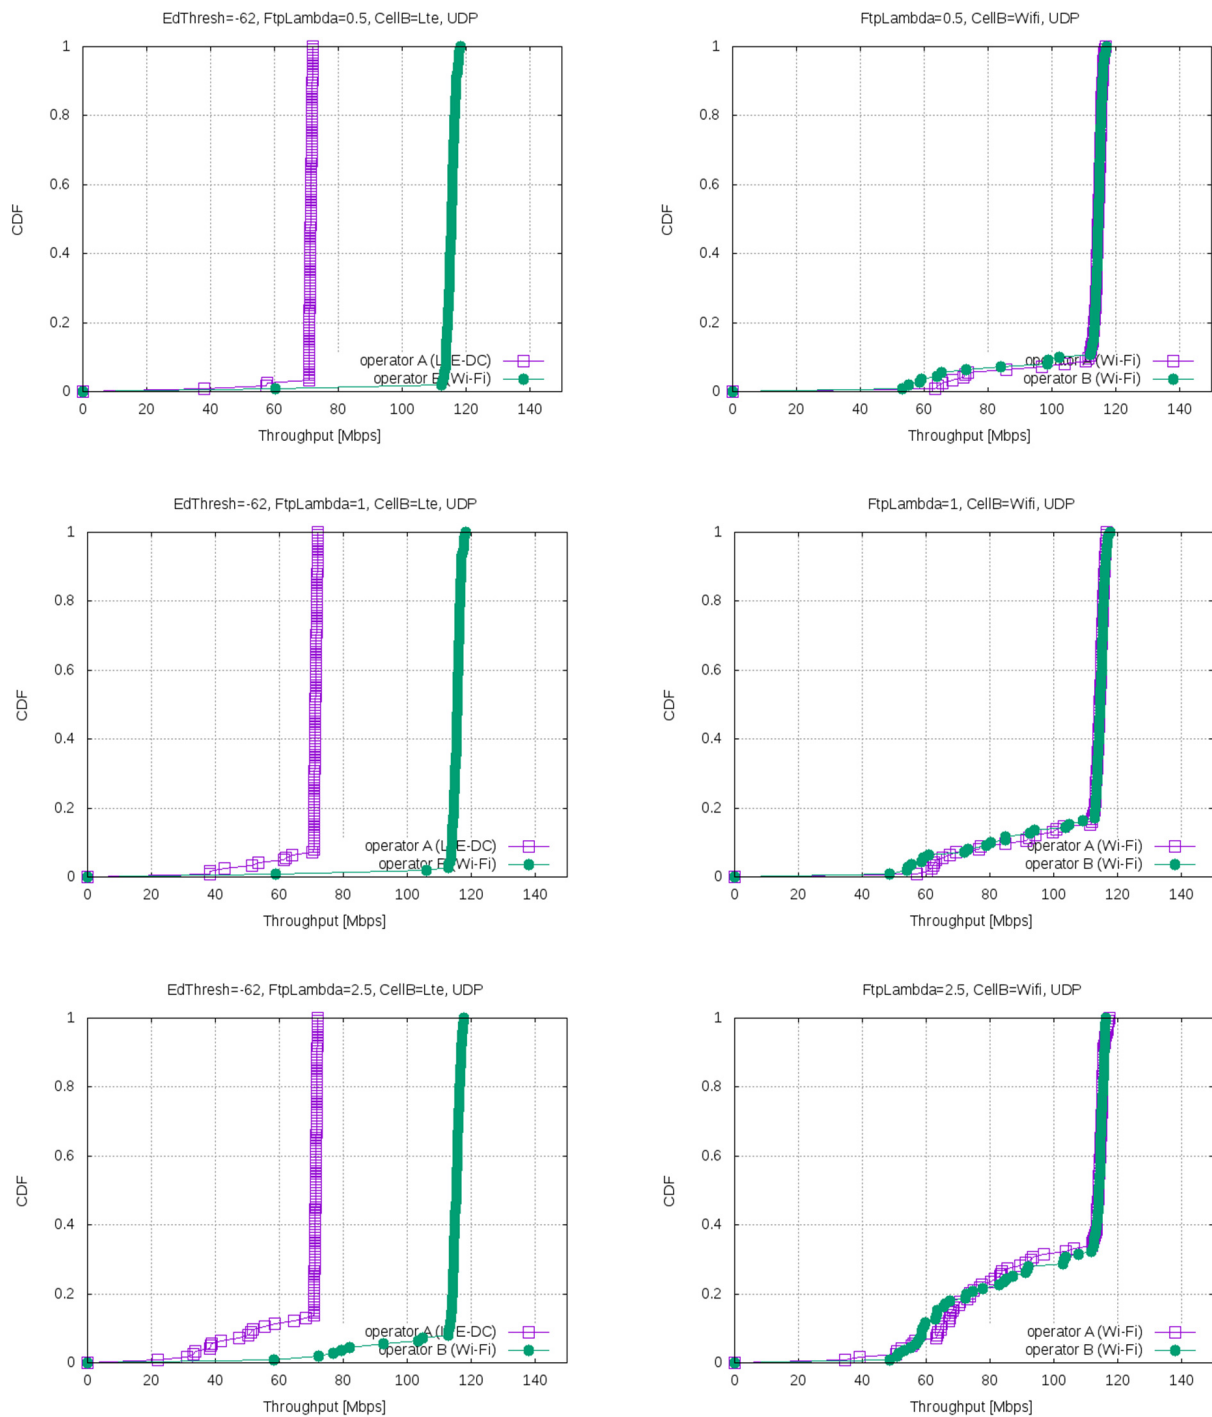 EdThresh=-62, FtpLambda=0.5, CellB=Lte, UDP
1
0.8
0.6
0.4
0.2
0
CDF
operator A (LTE-DC)
operator B (Wi-Fi)
0 20 40 60 80 100 120 140
Throughput [Mbps]
FtpLambda=0.5, CellB=Wifi, UDP
1
0.8
0.6
0.4
0.2
0
CDF
operator A (Wi-Fi)
operator B (Wi-Fi)
0 20 40 60 80 100 120 140
Throughput [Mbps]
EdThresh=-62, FtpLambda=1, CellB=Lte, UDP
1
0.8
0.6
0.4
0.2
0
CDF
operator A (LTE-DC)
operator B (Wi-Fi)
0 20 40 60 80 100 120 140
Throughput [Mbps]
FtpLambda=1, CellB=Wifi, UDP
1
0.8
0.6
0.4
0.2
0
CDF
operator A (Wi-Fi)
operator B (Wi-Fi)
0 20 40 60 80 100 120 140
Throughput [Mbps]
EdThresh=-62, FtpLambda=2.5, CellB=Lte, UDP
1
0.8
0.6
0.4
0.2
0
CDF
operator A (LTE-DC)
operator B (Wi-Fi)
0 20 40 60 80 100 120 140
Throughput [Mbps]
FtpLambda=2.5, CellB=Wifi, UDP
1
0.8
0.6
0.4
0.2
0
CDF
operator A (Wi-Fi)
operator B (Wi-Fi)
0 20 40 60 80 100 120 140
Throughput [Mbps]